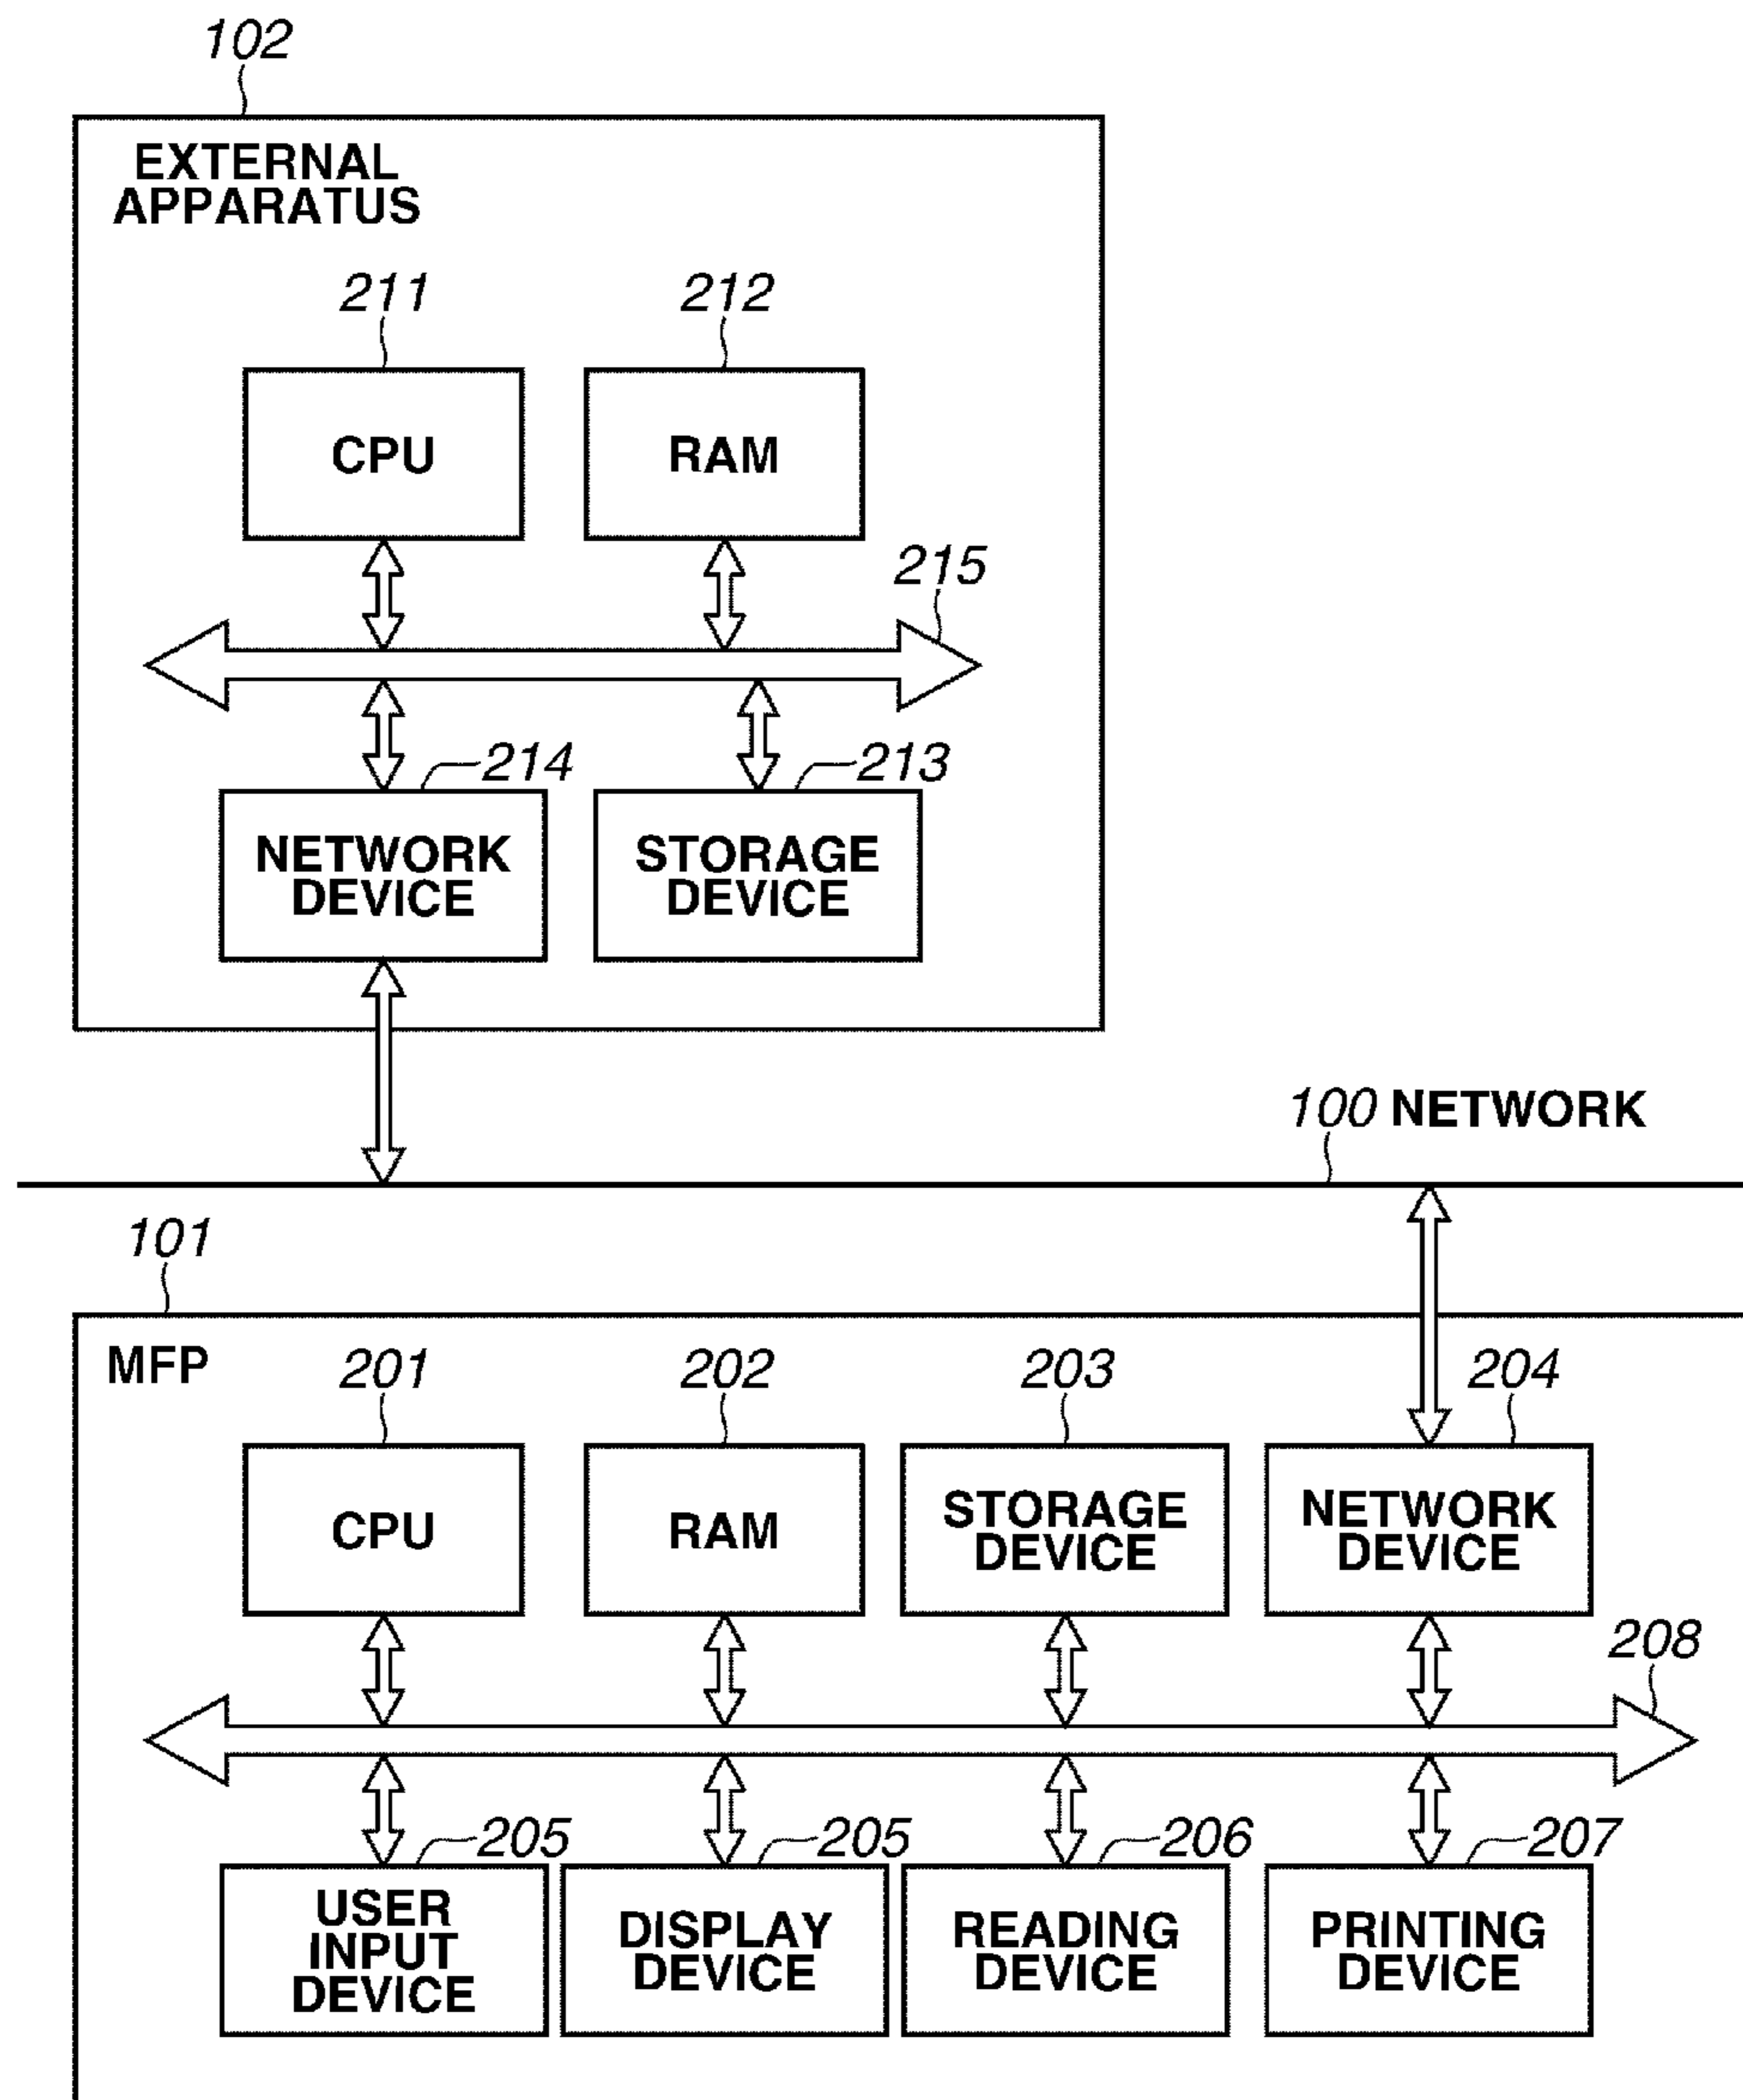 102
EXTERNAL
APPARATUS
211
212
CPU
RAM
215
214
213
NETWORK
DEVICE
STORAGE
DEVICE
100 NETWORK
101
MFP
201
202
203
204
CPU
RAM
STORAGE
DEVICE
NETWORK
DEVICE
208
205
205
206
207
USER
INPUT
DEVICE
DISPLAY
DEVICE
READING
DEVICE
PRINTING
DEVICE